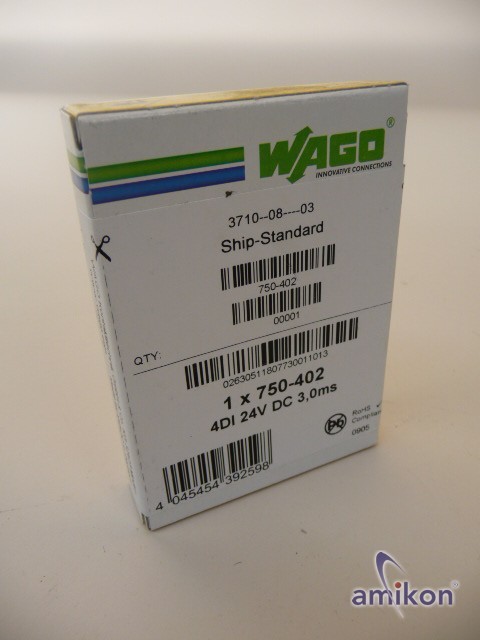 WAGO®
INNOVATIVE CONNECTIONS
3710--08----03
Ship-Standard
750-402
00001
QTY:
02630511807730011013
1 x 750-402
4DI 24V DC 3,0ms
Pb
RoHS ✓
Compliant
0905
4 045454 392598
amikon®